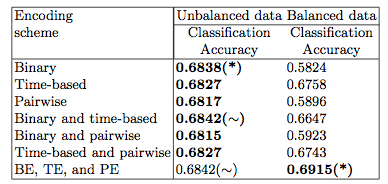 Encoding Unbalanced data Balanced data
scheme Classification Classification
Accuracy Accuracy
Binary 0.6838(*) 0.5824
Time-based 0.6827 0.6758
Pairwise 0.6817 0.5896
Binary and time-based 0.6842(∼) 0.6647
Binary and pairwise 0.6815 0.5923
Time-based and pairwise 0.6827 0.6743
BE, TE, and PE 0.6842(∼) 0.6915(*)